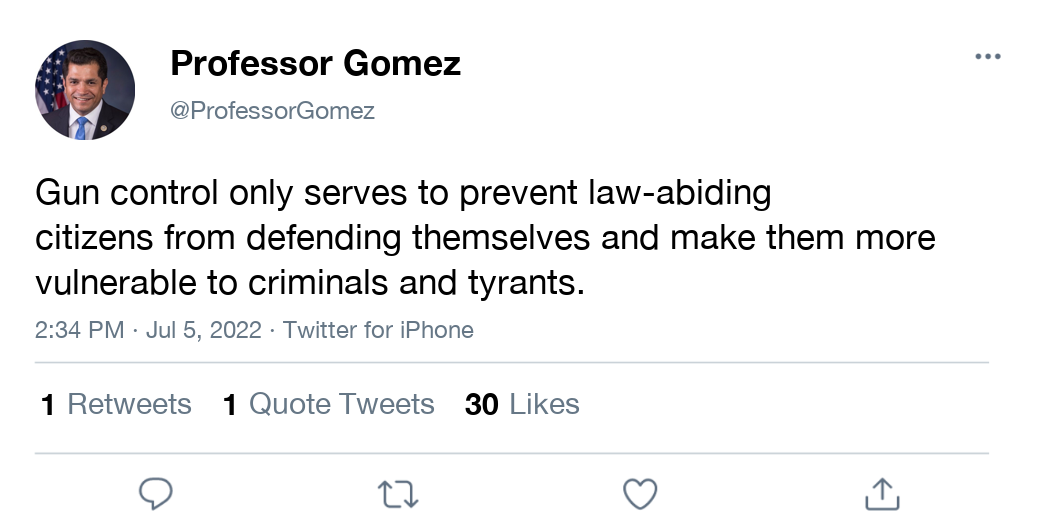 Professor Gomez
@ProfessorGomez
Gun control only serves to prevent law-abiding
citizens from defending themselves and make them more
vulnerable to criminals and tyrants.
2:34 PM · Jul 5, 2022 · Twitter for iPhone
1 Retweets 1 Quote Tweets 30 Likes